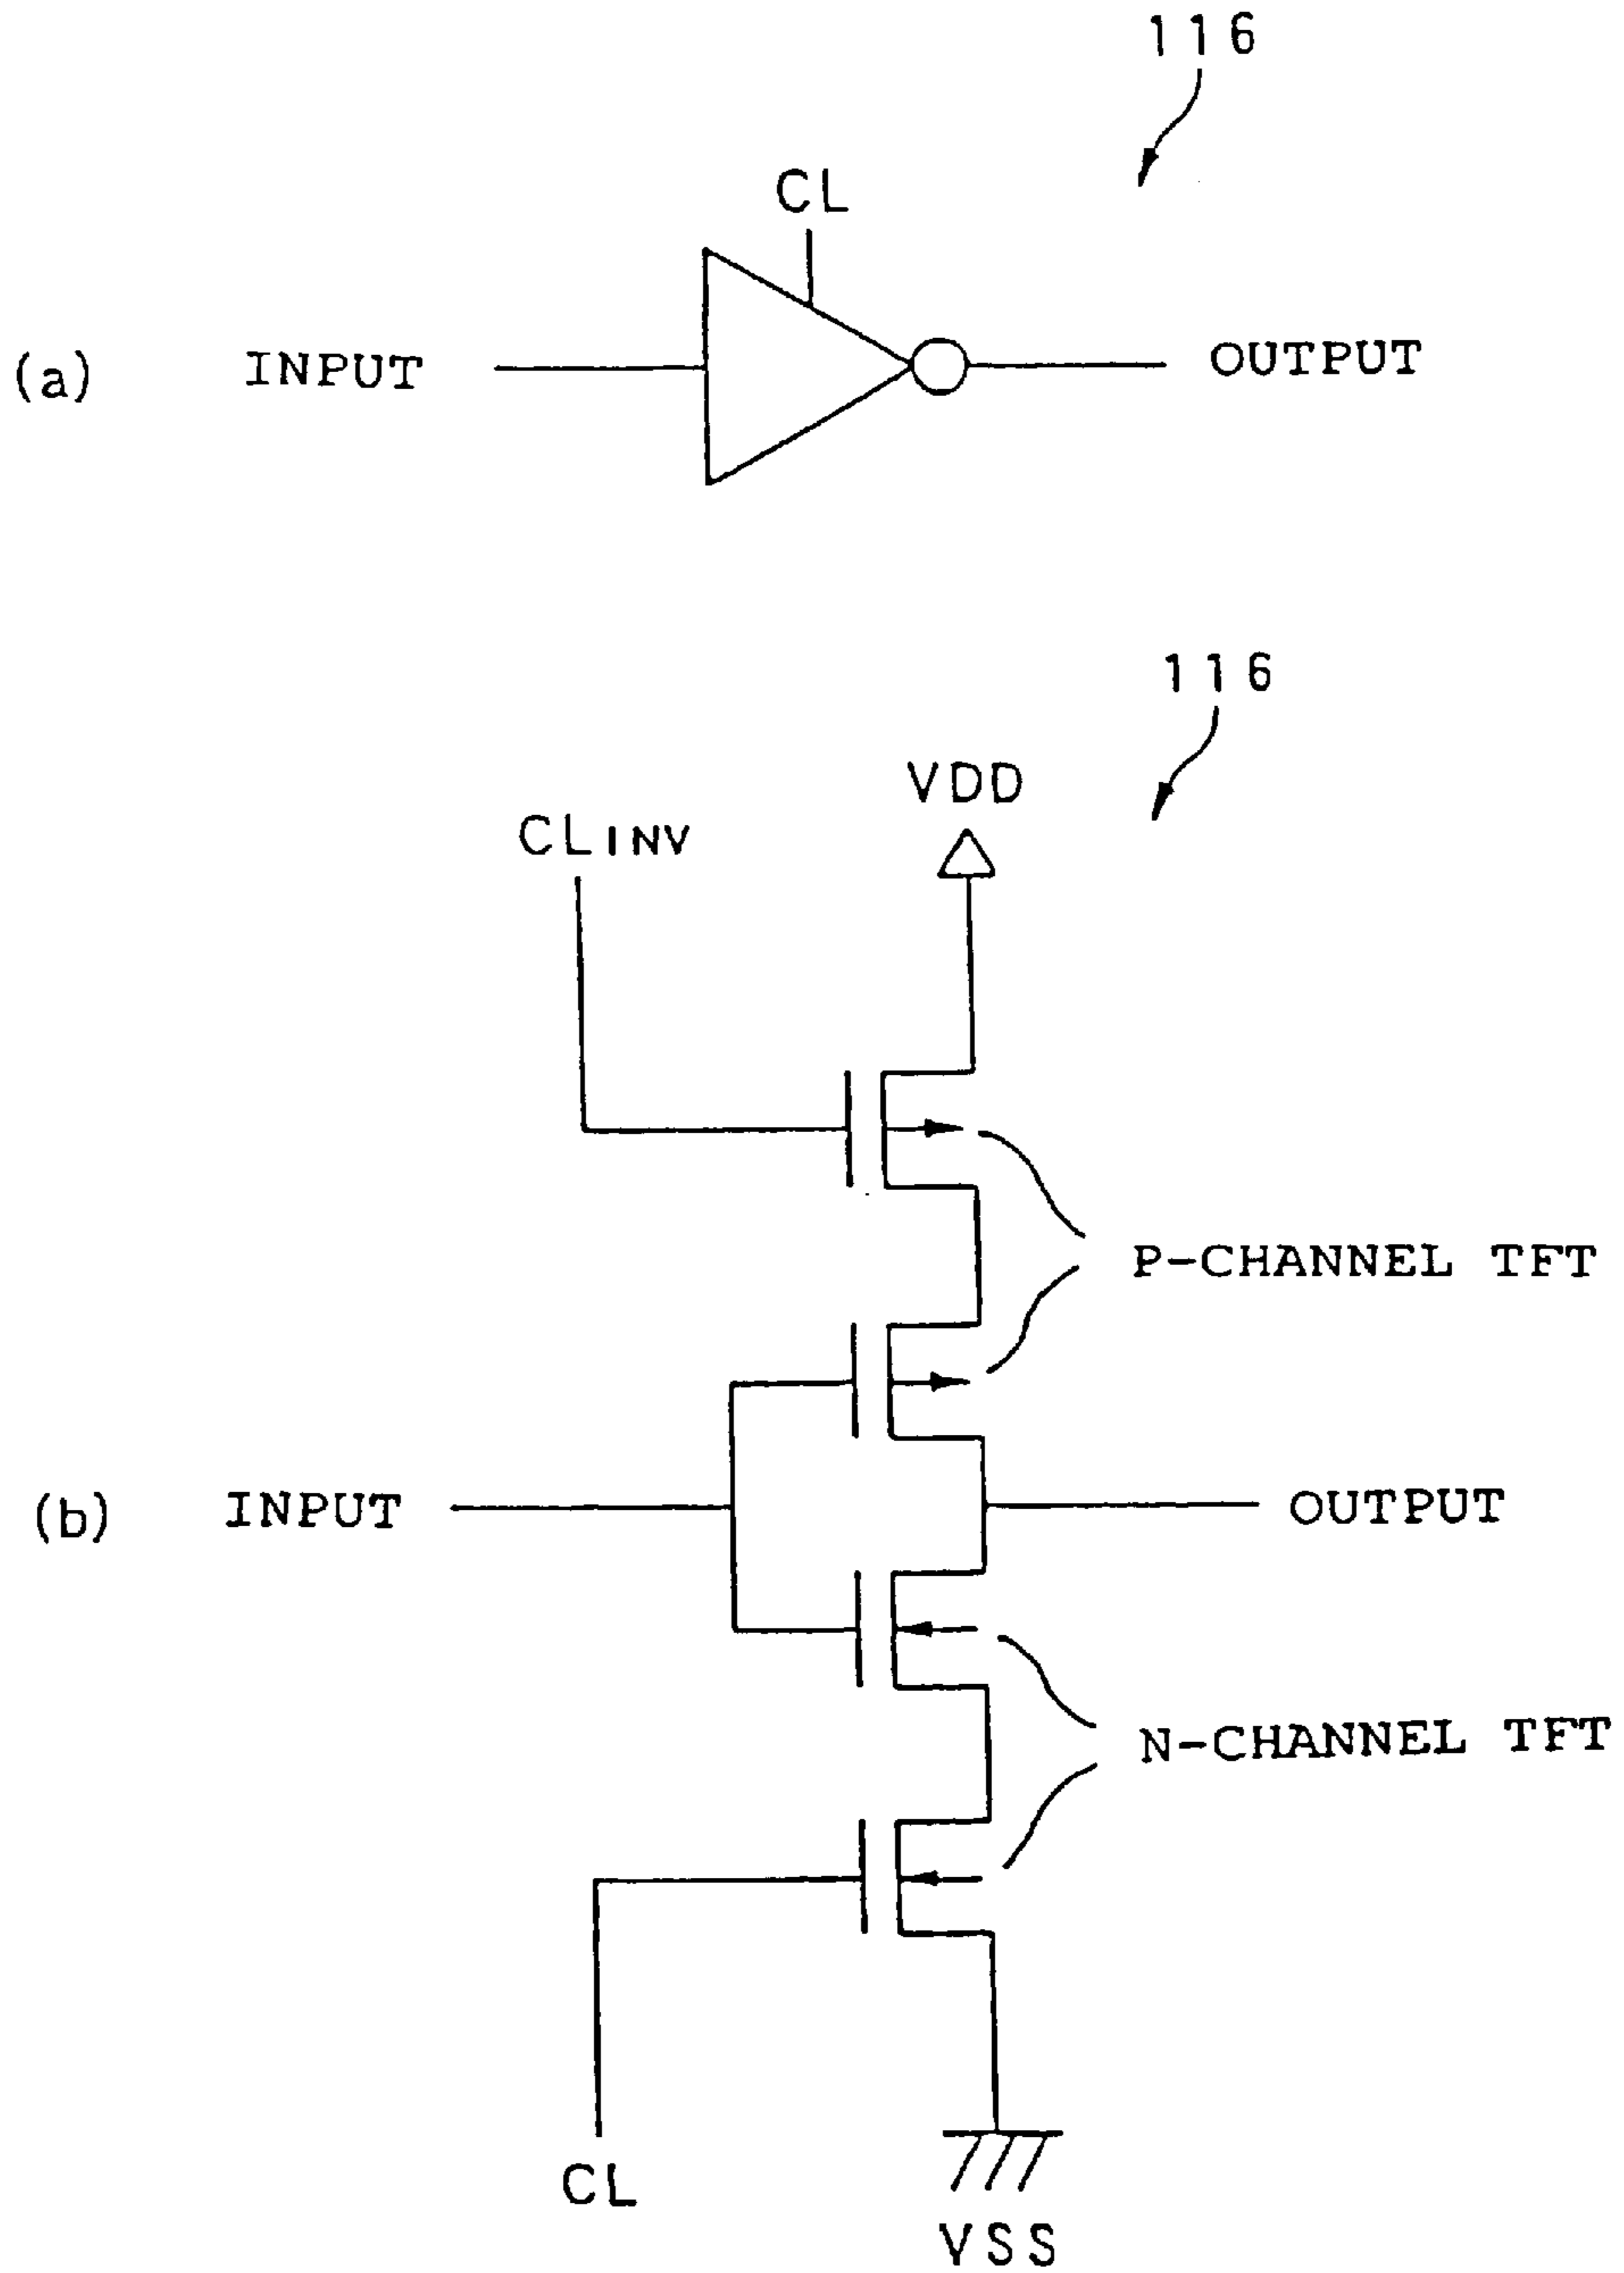 116
CL
(a) INPUT OUTPUT
116
VDD
CLINV
P-CHANNEL TFT
(b) INPUT OUTPUT
N-CHANNEL TFT
CL
VSS